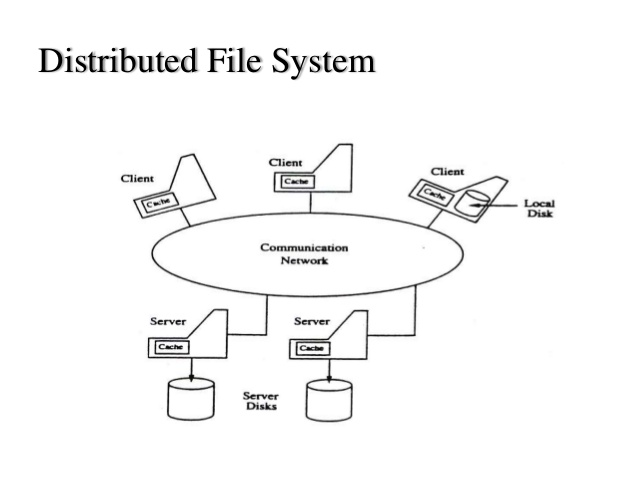 Distributed File System
Client
Cache
Client
Cache
Client
Cache
Local
Disk
Communication
Network
Server
Cache
Server
Cache
Server
Disks